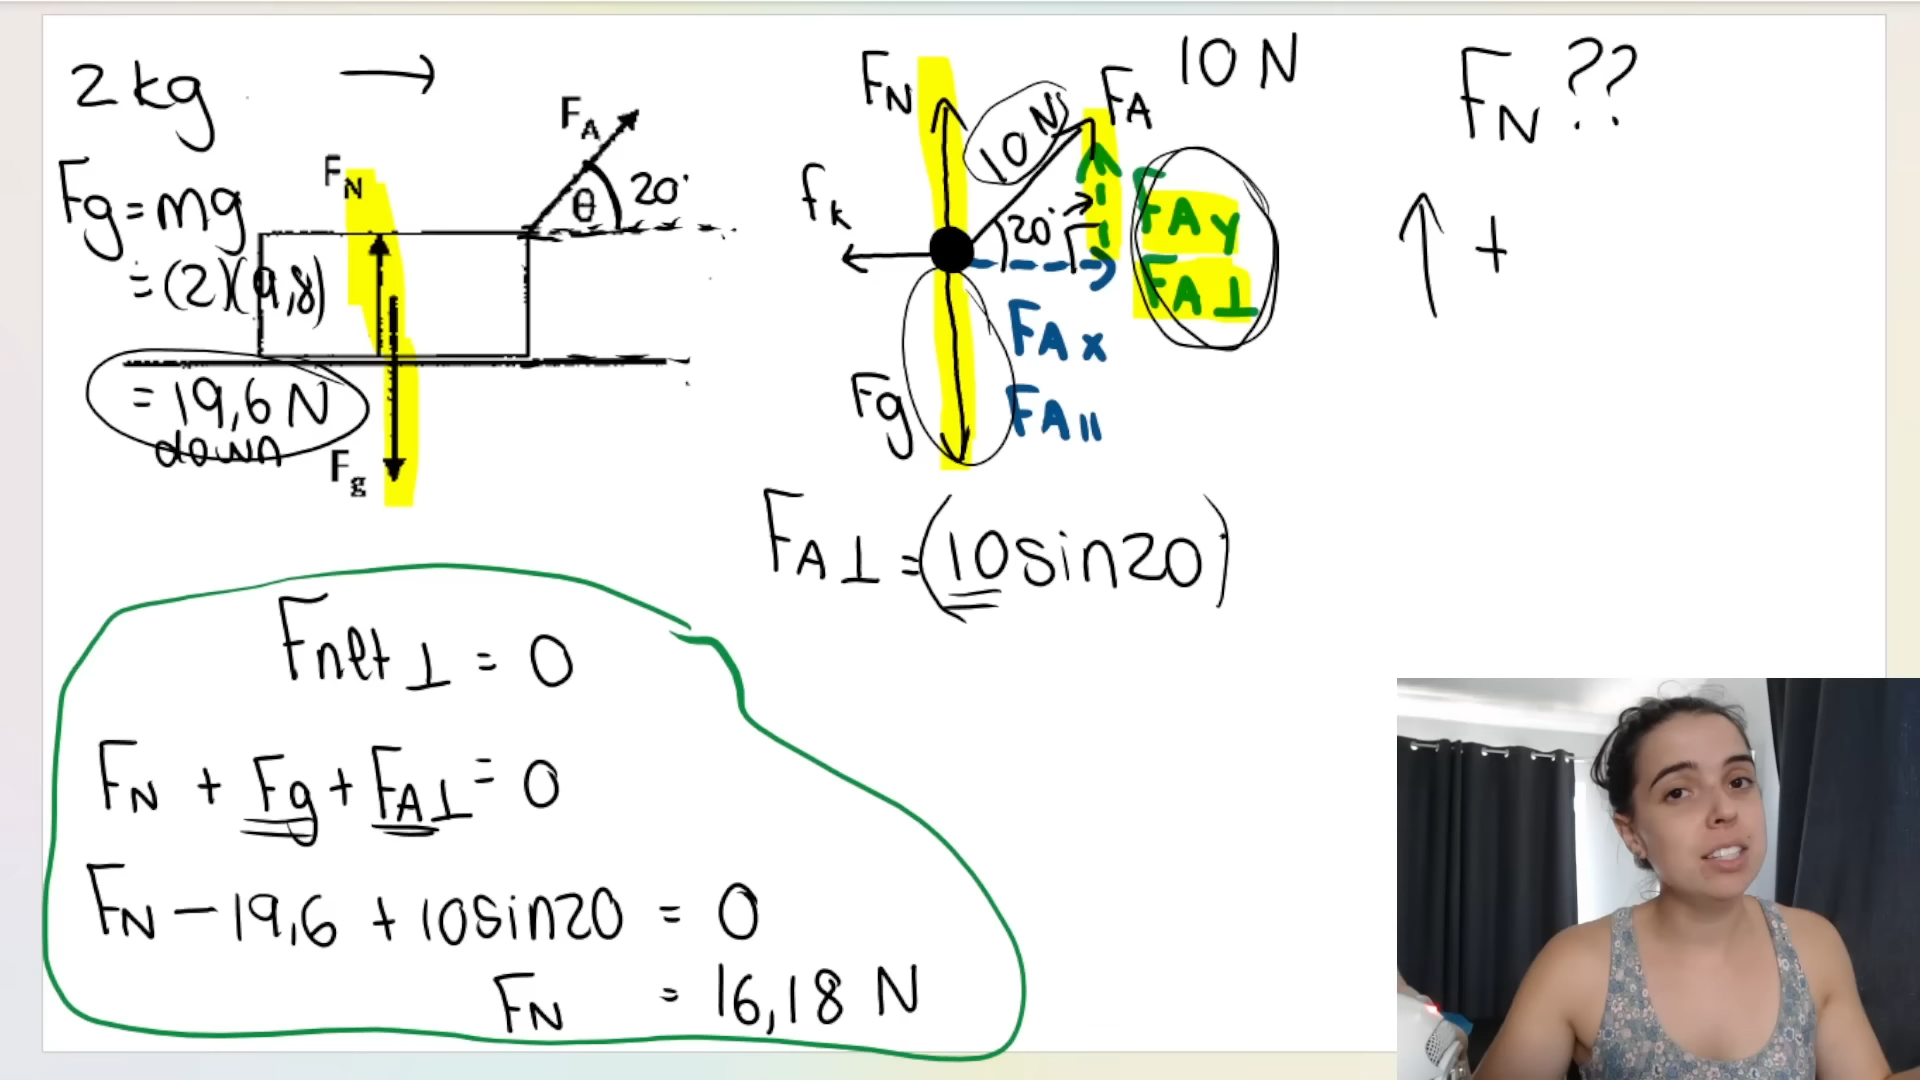 2 kg →
Fg = mg
= (2)(9,8)
= 19,6 N
down
FN
FA
θ 20°
Fg
FN
10 N
FA 10 N
fk
20°
FAy
FA⊥
FAx
FA||
Fg
FN ??
↑ +
FA⊥ = (10sin20)
Fnet⊥ = 0
FN + Fg + FA⊥ = 0
FN − 19,6 + 10sin20 = 0
FN = 16,18 N